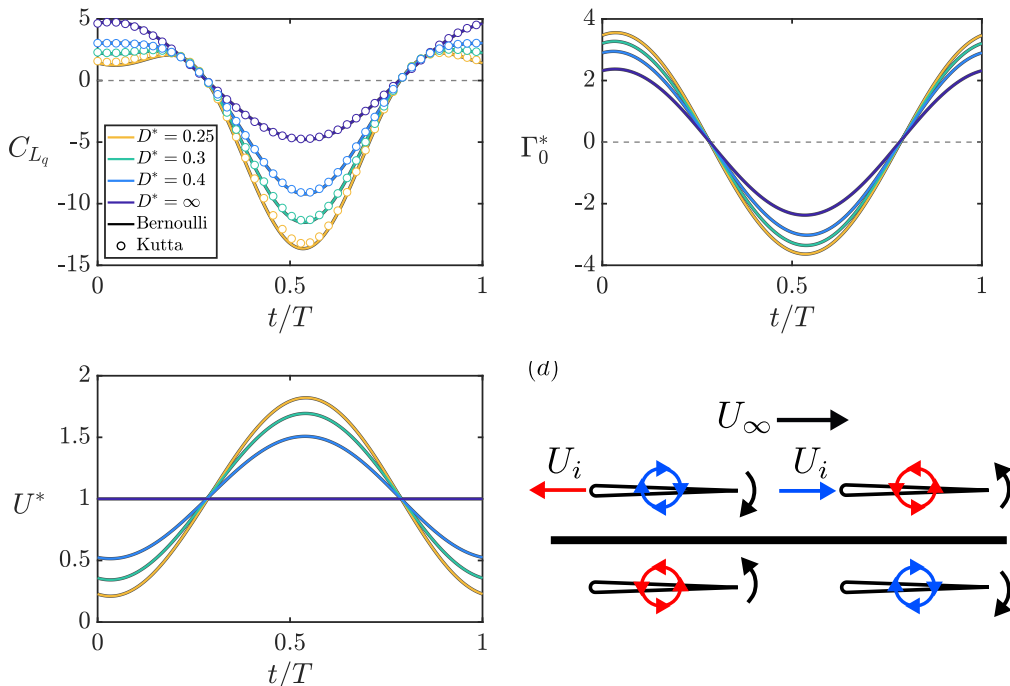 5
0
-5
-10
-15
C_{L_q}
D* = 0.25
D* = 0.3
D* = 0.4
D* = ∞
Bernoulli
Kutta
0 0.5 1
t/T
4
2
0
-2
-4
Γ*_0
0 0.5 1
t/T
2
1.5
1
0.5
0
U*
0 0.5 1
t/T
(d)
U_∞
U_i U_i